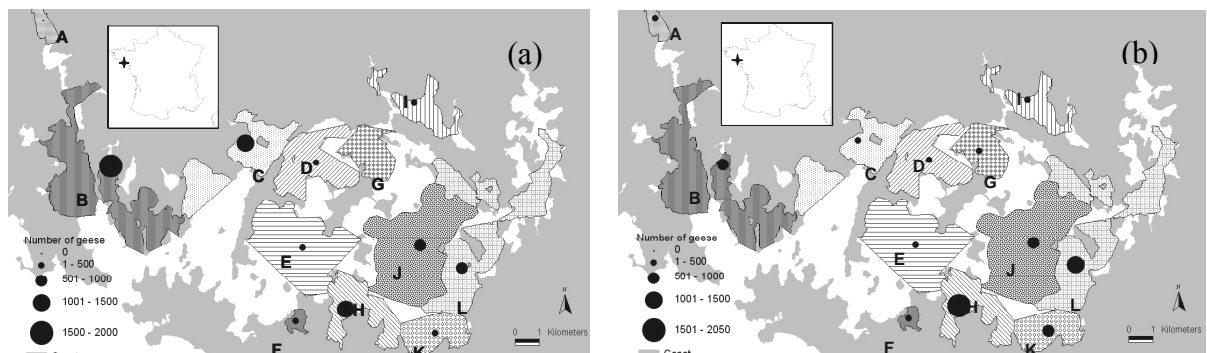 (a)
A
I
D
C
G
B
Number of geese
0
1 - 500
501 - 1000
1001 - 1500
1500 - 2000
E
J
H
L
F
K
N
0 1 Kilometers
(b)
A
I
D
C
G
B
Number of geese
0
1 - 500
501 - 1000
1001 - 1500
1501 - 2050
E
J
H
L
F
K
N
0 1 Kilometers